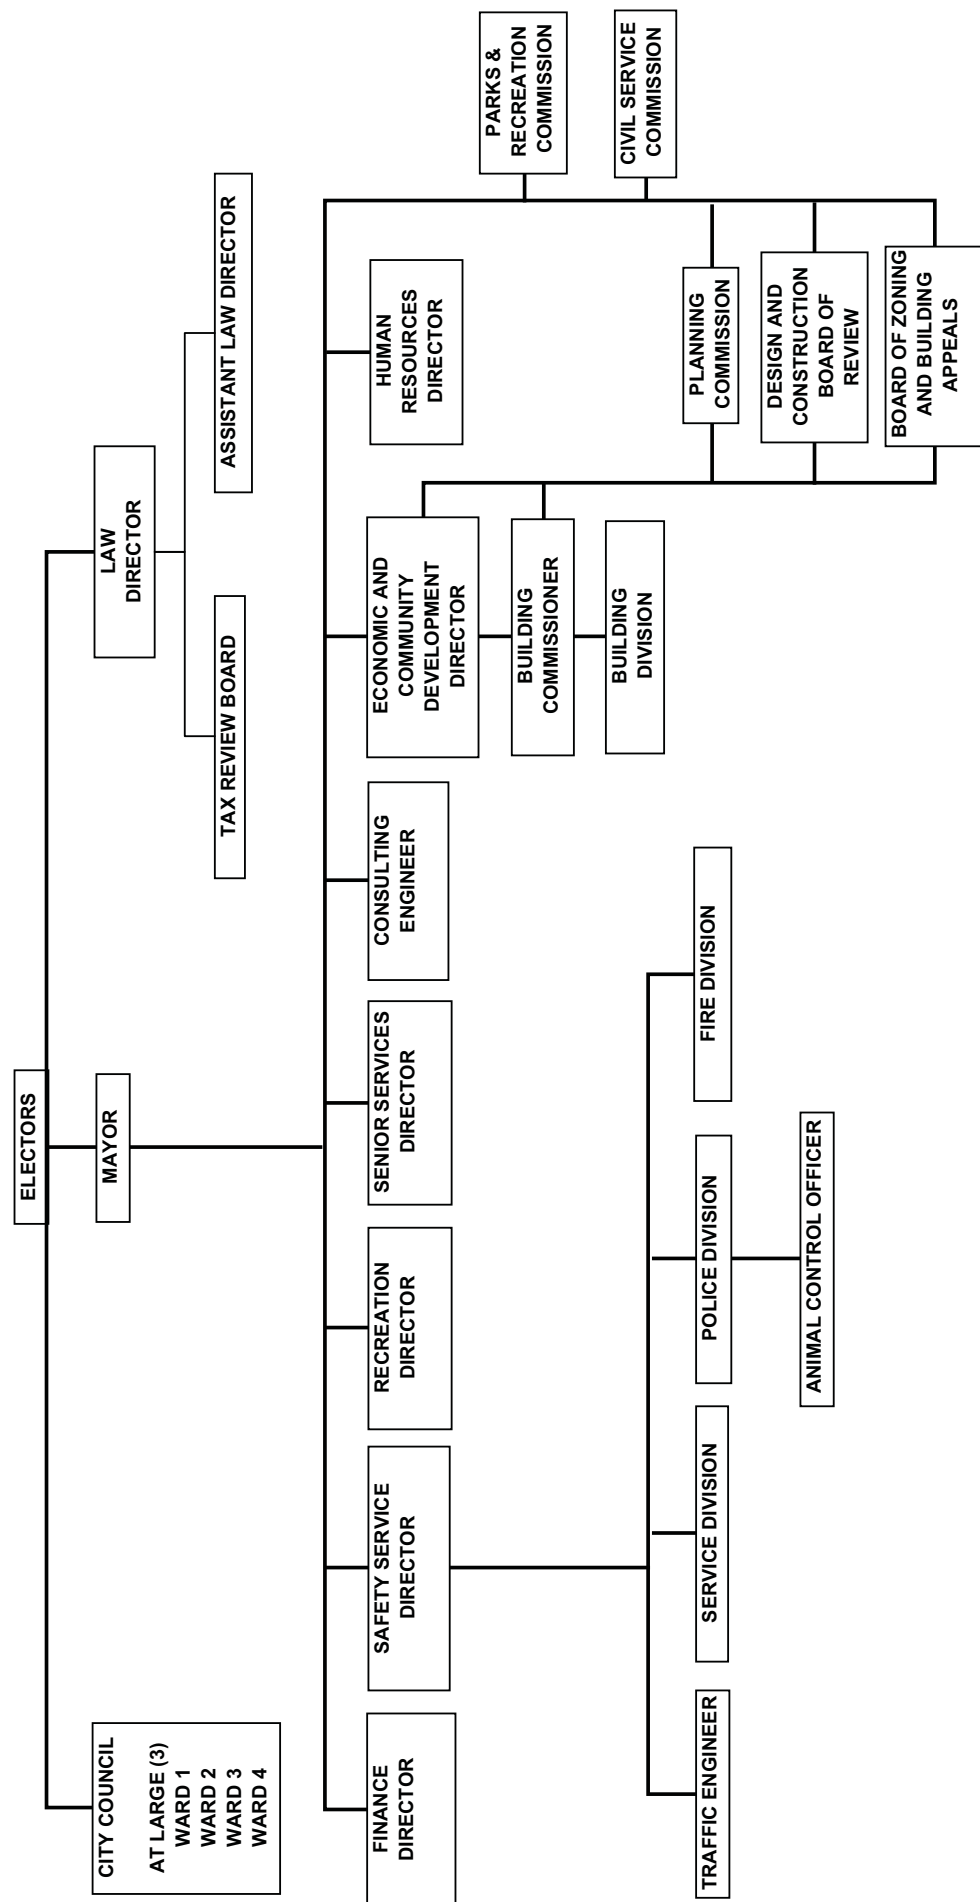 ELECTORS
CITY COUNCIL
AT LARGE (3)
WARD 1
WARD 2
WARD 3
WARD 4
MAYOR
LAW
DIRECTOR
TAX REVIEW BOARD
ASSISTANT LAW DIRECTOR
FINANCE
DIRECTOR
SAFETY SERVICE
DIRECTOR
RECREATION
DIRECTOR
SENIOR SERVICES
DIRECTOR
CONSULTING
ENGINEER
ECONOMIC AND
COMMUNITY
DEVELOPMENT
DIRECTOR
HUMAN
RESOURCES
DIRECTOR
PARKS &
RECREATION
COMMISSION
BUILDING
COMMISSIONER
BUILDING
DIVISION
CIVIL SERVICE
COMMISSION
PLANNING
COMMISSION
DESIGN AND
CONSTRUCTION
BOARD OF
REVIEW
BOARD OF ZONING
AND BUILDING
APPEALS
TRAFFIC ENGINEER
SERVICE DIVISION
POLICE DIVISION
FIRE DIVISION
ANIMAL CONTROL OFFICER